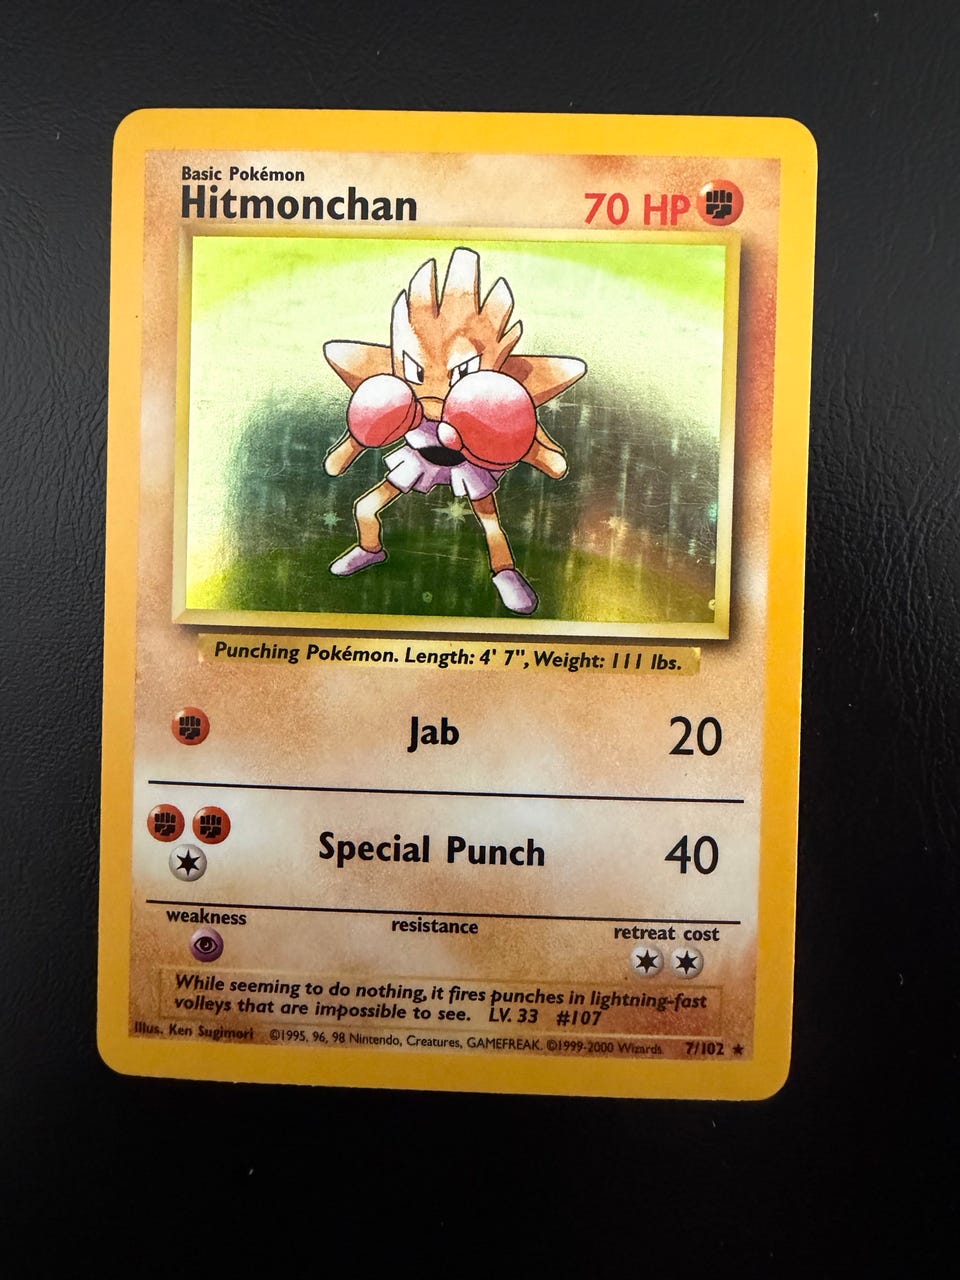 Basic Pokémon
Hitmonchan
70 HP
Punching Pokémon. Length: 4' 7", Weight: 111 lbs.
Jab 20
Special Punch 40
weakness resistance retreat cost
While seeming to do nothing, it fires punches in lightning-fast
volleys that are impossible to see. LV. 33 #107
Illus. Ken Sugimori ©1995, 96, 98 Nintendo, Creatures, GAMEFREAK. ©1999-2000 Wizards. 7/102 ★